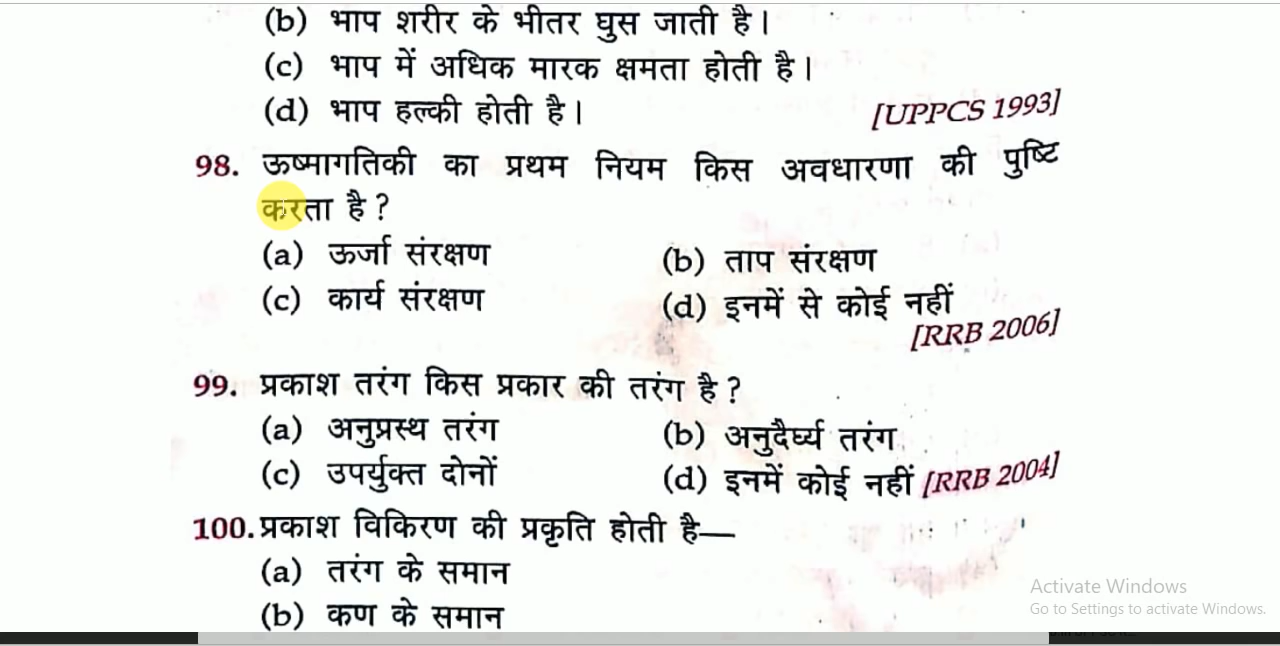 (b) भाप शरीर के भीतर घुस जाती है।
(c) भाप में अधिक मारक क्षमता होती है।
(d) भाप हल्की होती है। [UPPCS 1993]
98. ऊष्मागतिकी का प्रथम नियम किस अवधारणा की पुष्टि
करता है?
(a) ऊर्जा संरक्षण (b) ताप संरक्षण
(c) कार्य संरक्षण (d) इनमें से कोई नहीं
[RRB 2006]
99. प्रकाश तरंग किस प्रकार की तरंग है?
(a) अनुप्रस्थ तरंग (b) अनुदैर्घ्य तरंग
(c) उपर्युक्त दोनों (d) इनमें कोई नहीं [RRB 2004]
100. प्रकाश विकिरण की प्रकृति होती है—
(a) तरंग के समान
(b) कण के समान
Activate Windows
Go to Settings to activate Windows.